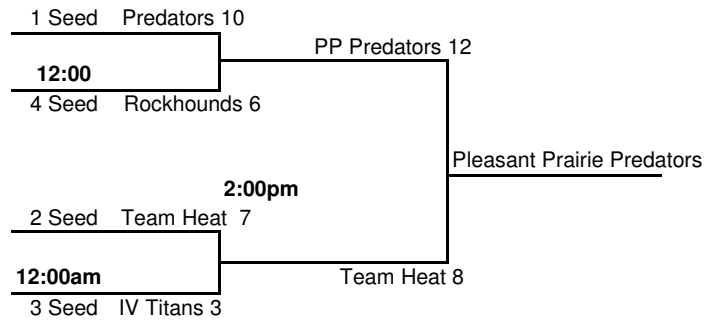 1 Seed Predators 10
PP Predators 12
12:00
4 Seed Rockhounds 6
Pleasant Prairie Predators
2:00pm
2 Seed Team Heat 7
12:00am
Team Heat 8
3 Seed IV Titans 3